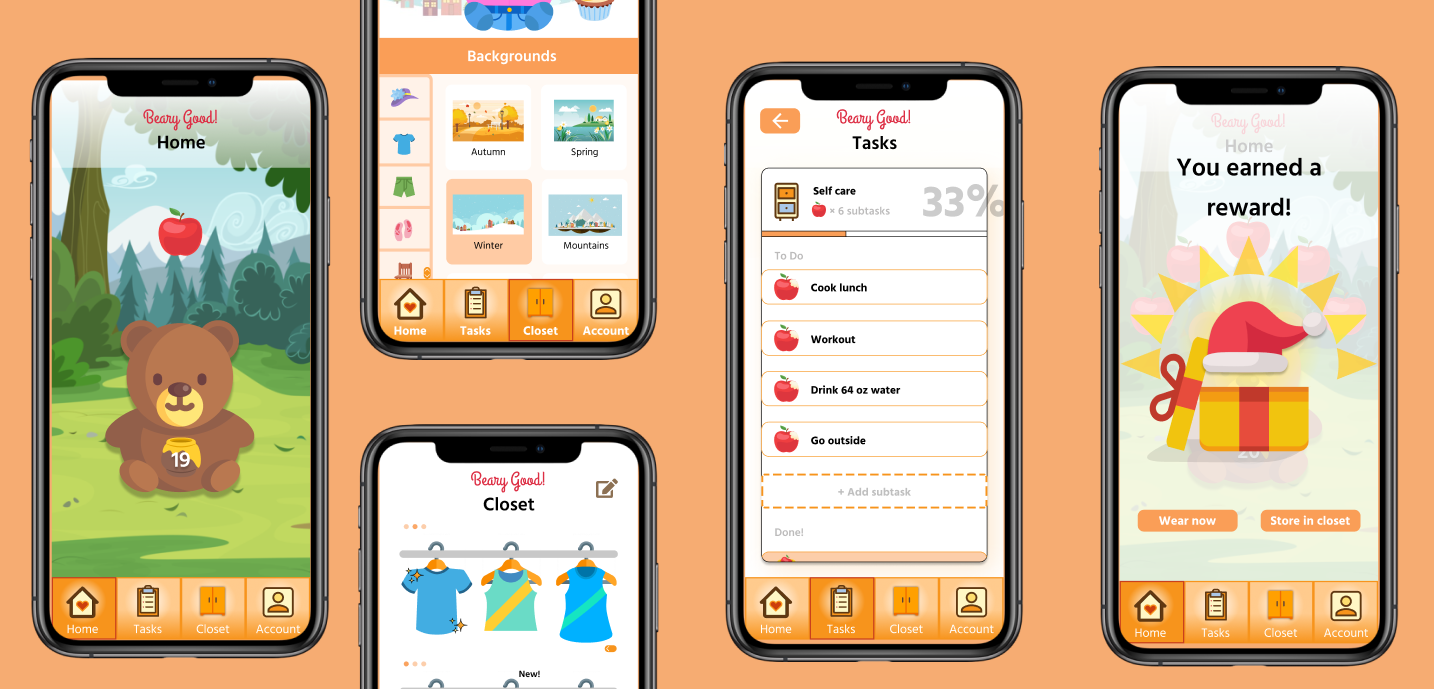 Beary Good!
Home
19
Home
Tasks
Closet
Account
Backgrounds
Autumn
Spring
Winter
Mountains
Home
Tasks
Closet
Account
Beary Good!
Closet
New!
Beary Good!
Tasks
Self care
× 6 subtasks
33%
To Do
Cook lunch
Workout
Drink 64 oz water
Go outside
+ Add subtask
Done!
Home
Tasks
Closet
Account
Beary Good!
Home
You earned a
reward!
20
Wear now
Store in closet
Home
Tasks
Closet
Account